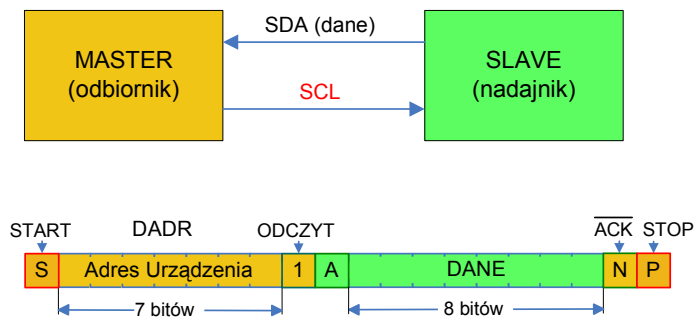 SDA (dane)
MASTER
(odbiornik)
SLAVE
(nadajnik)
SCL
START DADR ODCZYT ACK STOP
S Adres Urządzenia 1 A DANE N P
7 bitów 8 bitów